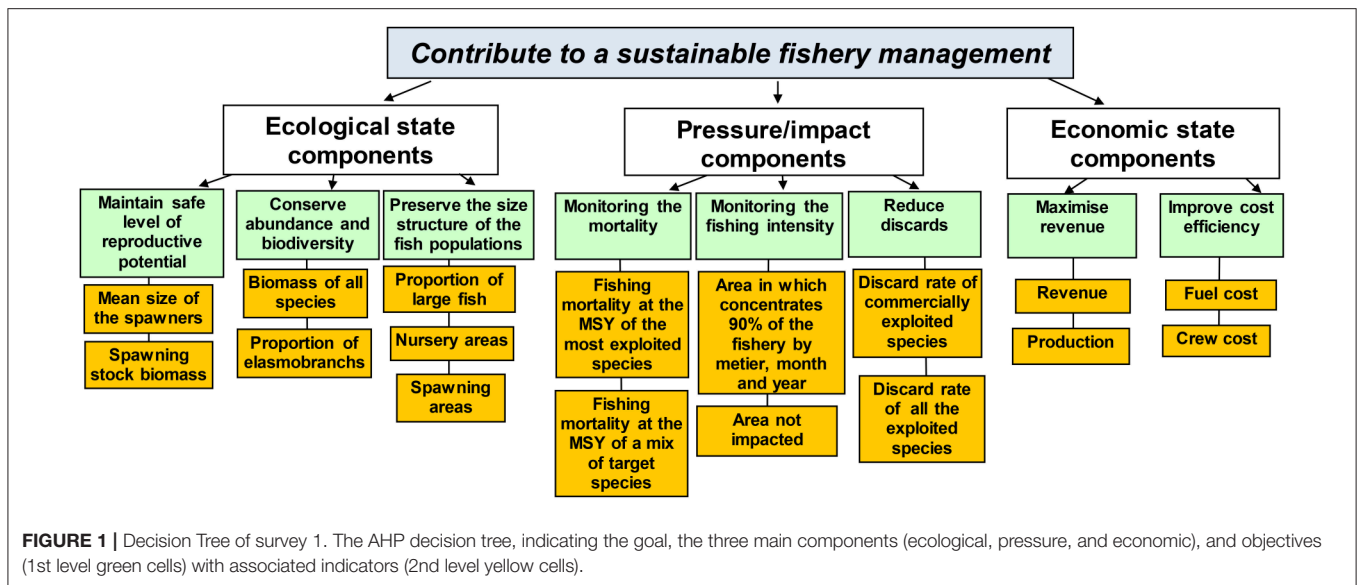 Contribute to a sustainable fishery management
Ecological state
components
Pressure/impact
components
Economic state
components
Maintain safe
level of
reproductive
potential
Mean size of
the spawners
Spawning
stock biomass
Conserve
abundance and
biodiversity
Biomass of all
species
Proportion of
elasmobranchs
Preserve the size
structure of the
fish populations
Proportion of
large fish
Nursery areas
Spawning
areas
Monitoring the
mortality
Fishing
mortality at the
MSY of the
most exploited
species
Fishing
mortality at the
MSY of a mix
of target
species
Monitoring the
fishing intensity
Area in which
concentrates
90% of the
fishery by
metier, month
and year
Area not
impacted
Reduce
discards
Discard rate of
commercially
exploited
species
Discard rate
of all the
exploited
species
Maximise
revenue
Revenue
Production
Improve cost
efficiency
Fuel cost
Crew cost
FIGURE 1 | Decision Tree of survey 1. The AHP decision tree, indicating the goal, the three main components (ecological, pressure, and economic), and objectives
(1st level green cells) with associated indicators (2nd level yellow cells).